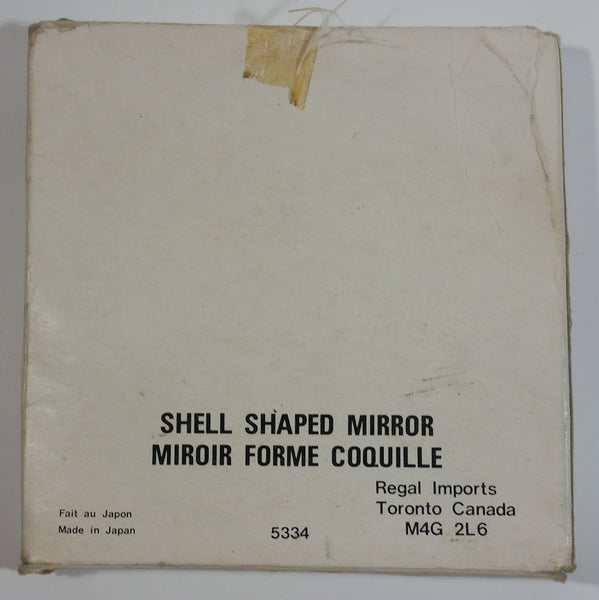 SHELL SHAPED MIRROR
MIROIR FORME COQUILLE
Regal Imports
Toronto Canada
M4G 2L6
Fait au Japon
Made in Japan
5334